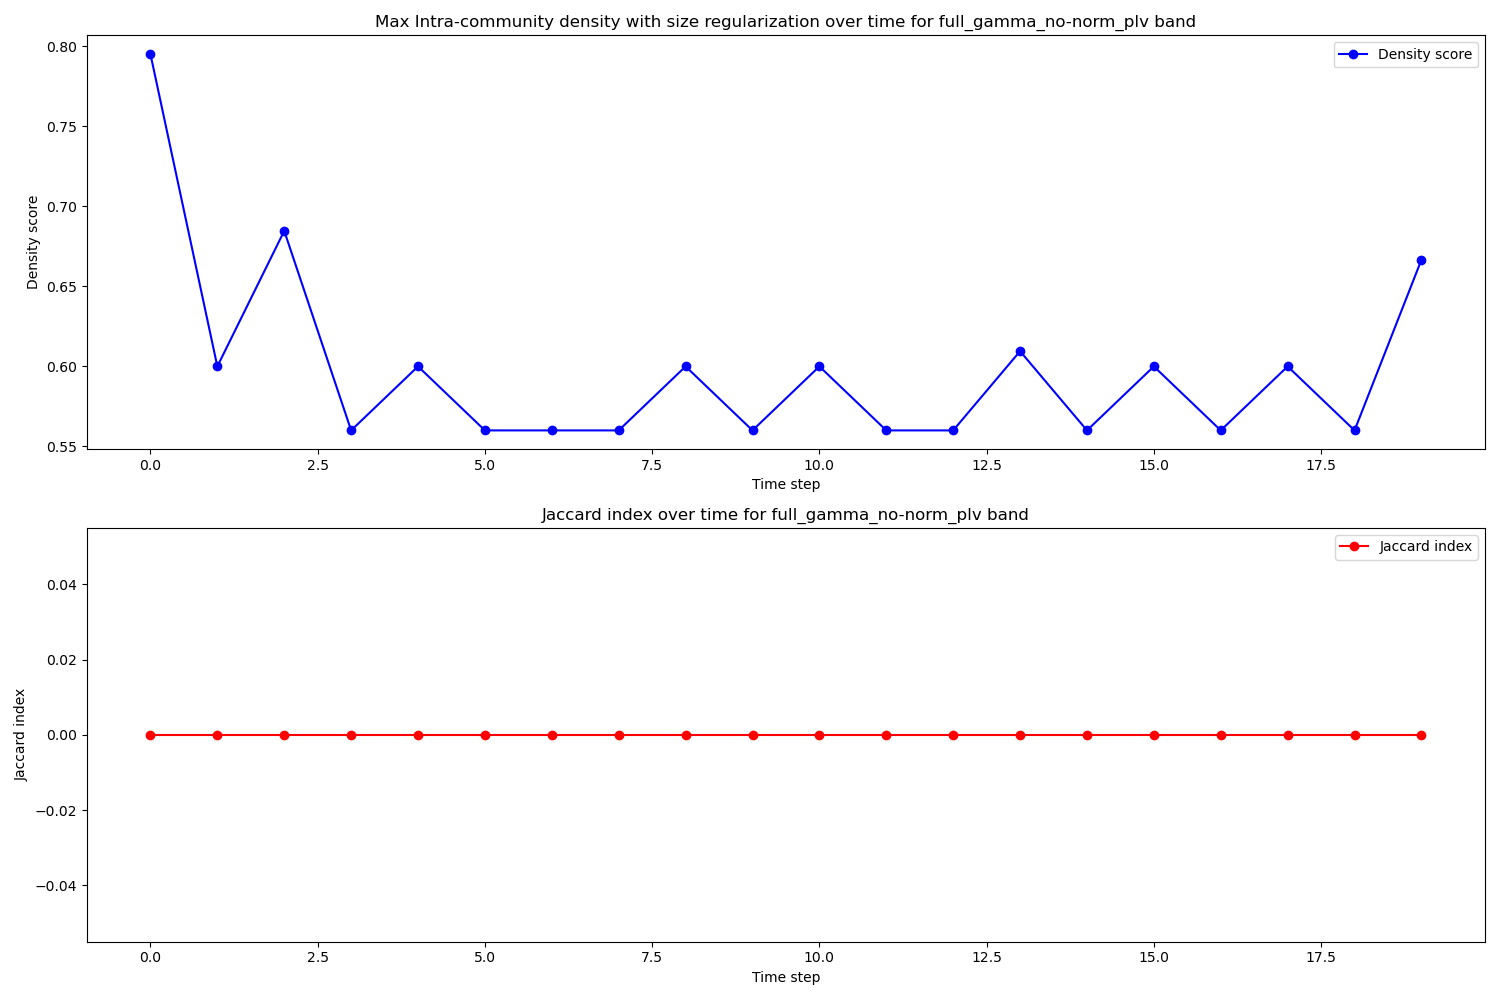 Max Intra-community density with size regularization over time for full_gamma_no-norm_plv band
Density score
0.80
0.75
0.70
0.65
0.60
0.55
Density score
0.0 2.5 5.0 7.5 10.0 12.5 15.0 17.5
Time step
Jaccard index over time for full_gamma_no-norm_plv band
Jaccard index
0.04
0.02
0.00
−0.02
−0.04
Jaccard index
0.0 2.5 5.0 7.5 10.0 12.5 15.0 17.5
Time step